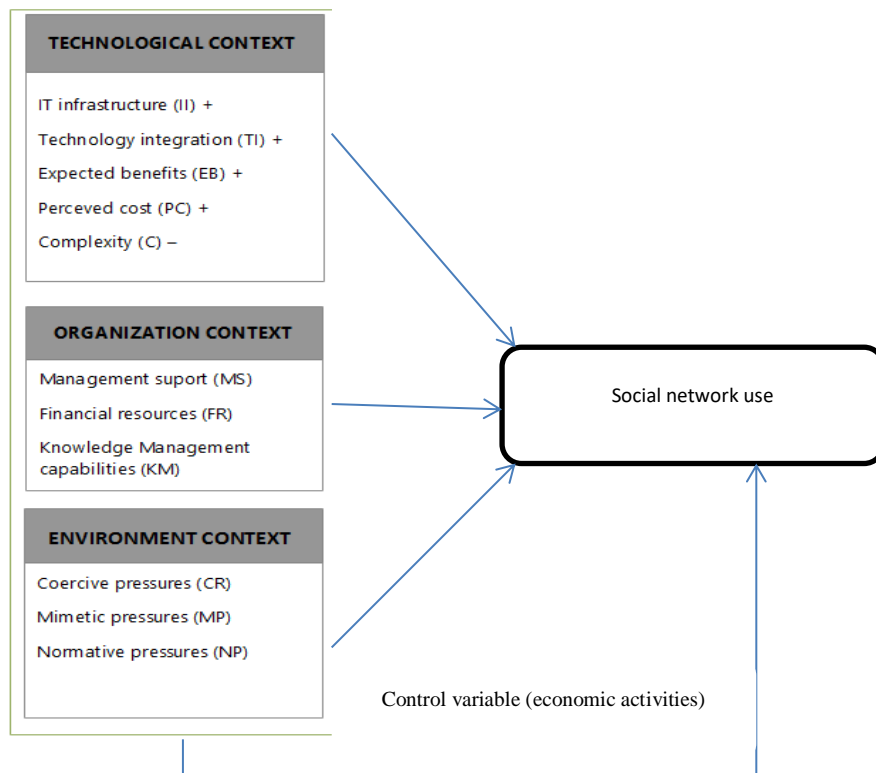 TECHNOLOGICAL CONTEXT
IT infrastructure (II) +
Technology integration (TI) +
Expected benefits (EB) +
Perceved cost (PC) +
Complexity (C) –
ORGANIZATION CONTEXT
Management suport (MS)
Financial resources (FR)
Knowledge Management
capabilities (KM)
ENVIRONMENT CONTEXT
Coercive pressures (CR)
Mimetic pressures (MP)
Normative pressures (NP)
Social network use
Control variable (economic activities)